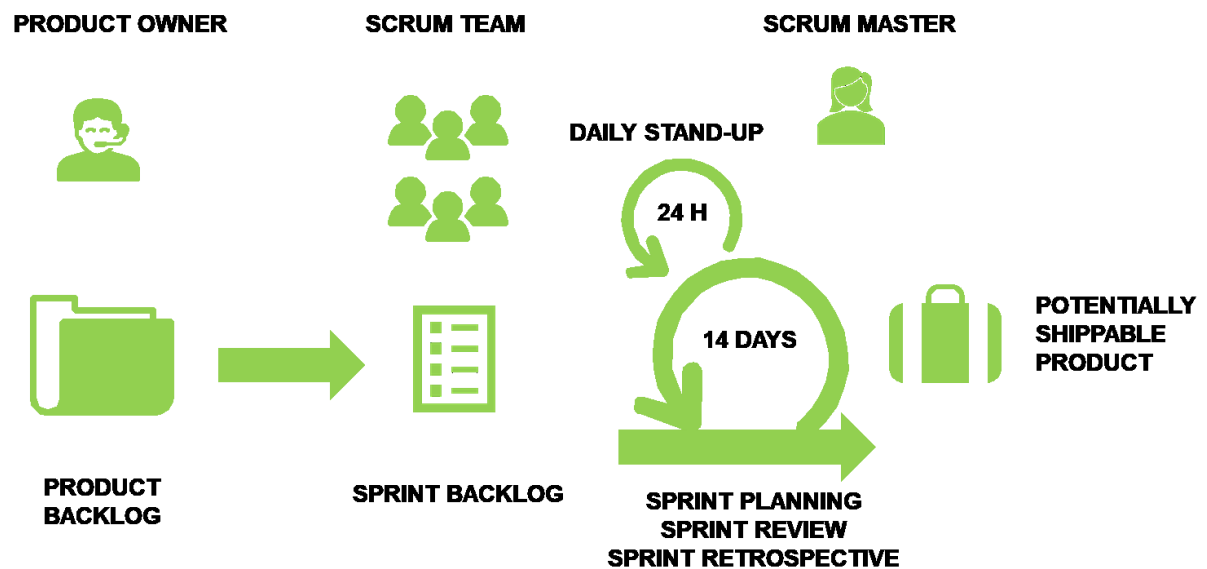 PRODUCT OWNER
SCRUM TEAM
SCRUM MASTER
DAILY STAND-UP
24 H
14 DAYS
POTENTIALLY
SHIPPABLE
PRODUCT
PRODUCT
BACKLOG
SPRINT BACKLOG
SPRINT PLANNING
SPRINT REVIEW
SPRINT RETROSPECTIVE